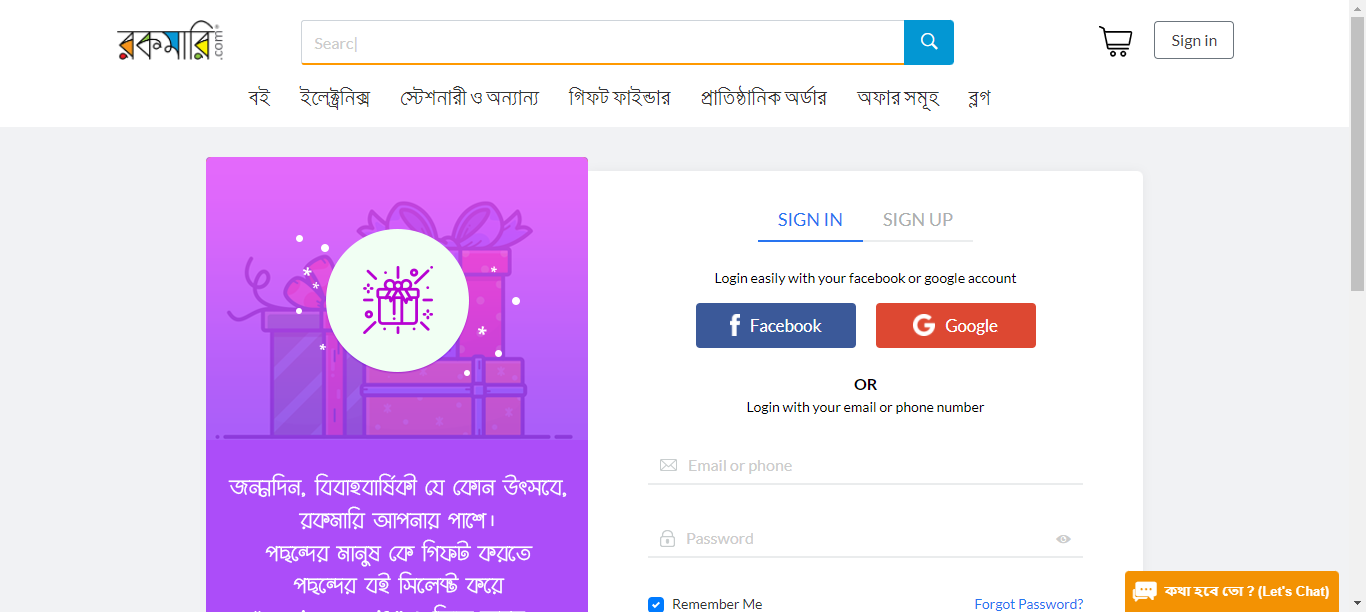 রকমারি.com
Searc
Sign in
বই ইলেক্ট্রনিক্স স্টেশনারী ও অন্যান্য গিফট ফাইন্ডার প্রাতিষ্ঠানিক অর্ডার অফার সমূহ ব্লগ
SIGN IN SIGN UP
Login easily with your facebook or google account
Facebook Google
OR
Login with your email or phone number
Email or phone
Password
Remember Me Forgot Password?
জন্মদিন, বিবাহবার্ষিকী যে কোন উৎসবে,
রকমারি আপনার পাশে।
পছন্দের মানুষ কে গিফট করতে
পছন্দের বই সিলেক্ট করে
কথা হবে তো ? (Let's Chat)